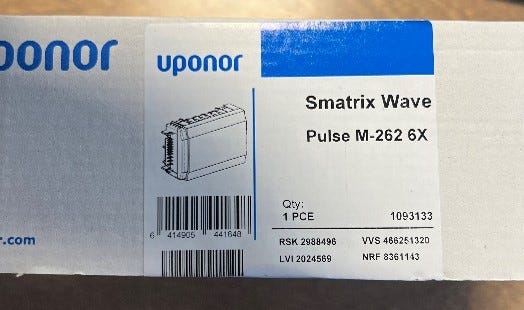 ponor
uponor
Smatrix Wave
Pulse M-262 6X
Qty:
1 PCE 1093133
6 414905 441648
RSK 2988496 VVS 466251320
LVI 2024569 NRF 8361143
r.com